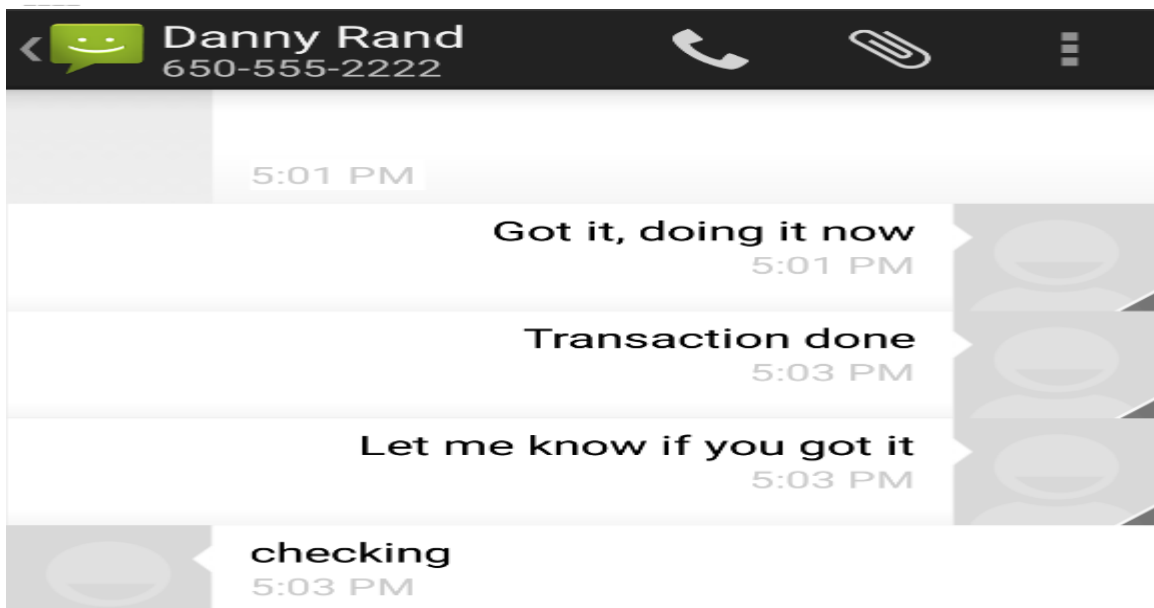 Danny Rand
650-555-2222
5:01 PM
Got it, doing it now
5:01 PM
Transaction done
5:03 PM
Let me know if you got it
5:03 PM
checking
5:03 PM